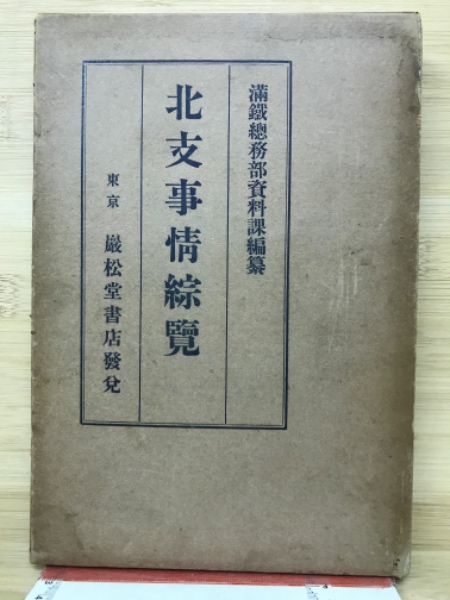 滿鐵總務部資料課編纂
北支事情綜覽
東京 巖松堂書店發兌